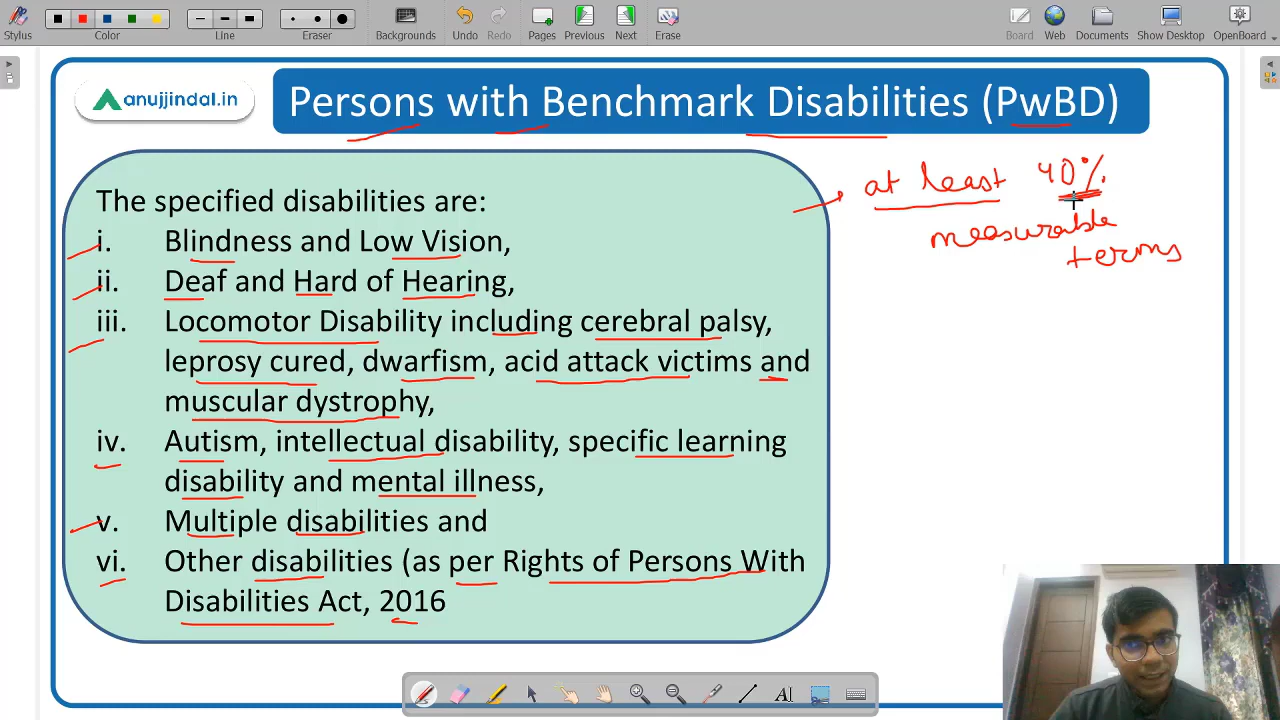 Stylus
Color
Line
Eraser
Backgrounds
Undo
Redo
Pages
Previous
Next
Erase
Board
Web
Documents
Show Desktop
OpenBoard
anujjindal.in
Persons with Benchmark Disabilities (PwBD)
at least 40%
measurable
terms
The specified disabilities are:
i. Blindness and Low Vision,
ii. Deaf and Hard of Hearing,
iii. Locomotor Disability including cerebral palsy,
leprosy cured, dwarfism, acid attack victims and
muscular dystrophy,
iv. Autism, intellectual disability, specific learning
disability and mental illness,
v. Multiple disabilities and
vi. Other disabilities (as per Rights of Persons With
Disabilities Act, 2016
AI